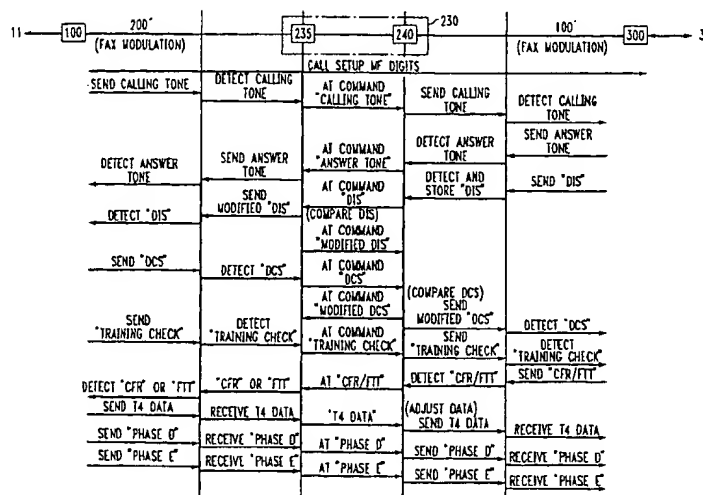 230
11 100 200' 235 240 100' 300 3
(FAX MODULATION) (FAX MODULATION)
CALL SETUP MF DIGITS
SEND CALLING TONE
DETECT CALLING
TONE
AT COMMAND
"CALLING TONE"
SEND CALLING
TONE
DETECT CALLING
TONE
SEND ANSWER
TONE
DETECT ANSWER
TONE
AT COMMAND
"ANSWER TONE"
SEND ANSWER
TONE
DETECT ANSWER
TONE
SEND "DIS"
DETECT AND
STORE "DIS"
AT COMMAND
"DIS"
(COMPARE DIS)
SEND
MODIFIED "DIS"
DETECT "DIS"
AT COMMAND
"MODIFIED DIS"
SEND "DCS"
DETECT "DCS"
AT COMMAND
"DCS"
AT COMMAND
"MODIFIED DCS"
(COMPARE DCS)
SEND
MODIFIED "DCS"
DETECT "DCS"
SEND
"TRAINING CHECK"
DETECT
"TRAINING CHECK"
AT COMMAND
"TRAINING CHECK"
SEND
"TRAINING CHECK"
DETECT
"TRAINING CHECK"
SEND "CFR/FTT"
DETECT "CFR/FTT"
AT "CFR/FTT"
"CFR" OR "FTT"
DETECT "CFR" OR "FTT"
SEND T4 DATA
RECEIVE T4 DATA
"T4 DATA"
(ADJUST DATA)
SEND T4 DATA
RECEIVE T4 DATA
SEND "PHASE D"
RECEIVE "PHASE D"
AT "PHASE D"
SEND "PHASE D"
RECEIVE "PHASE D"
SEND "PHASE E"
RECEIVE "PHASE E"
AT "PHASE E"
SEND "PHASE E"
RECEIVE "PHASE E"